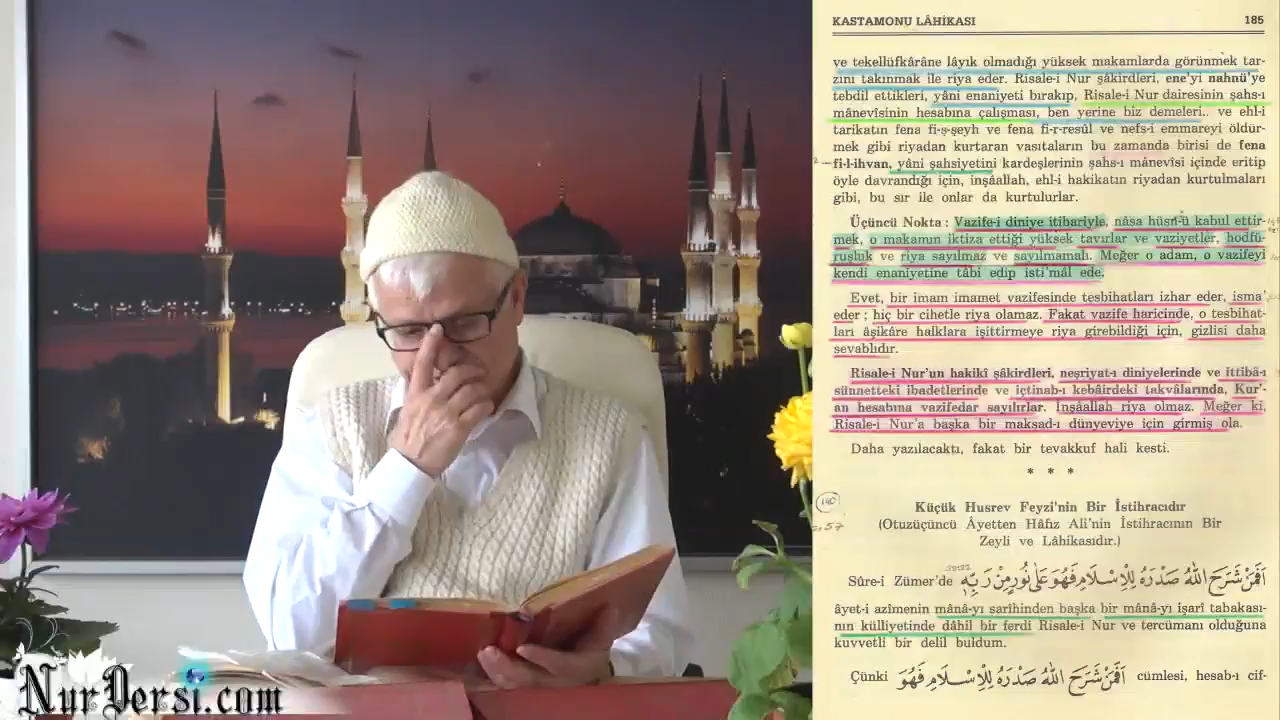 KASTAMONU LÂHİKASI 185
ve tekellüfkârâne lâyık olmadığı yüksek makamlarda görünmek tar-
zını takınmak ile riya eder. Risale-i Nur şâkirdleri, ene'yi nahnü'ye
tebdil ettikleri, yâni enaniyeti bırakıp, Risale-i Nur dairesinin şahs-ı
mânevîsinin hesabına çalışması, ben yerine biz demeleri.. ve ehl-i
tarikatın fena fi-ş-şeyh ve fena fi-r-resûl ve nefs-i emmareyi öldür-
mek gibi riyadan kurtaran vasıtaların bu zamanda birisi de fena
fi-l-ihvan, yâni şahsiyetini kardeşlerinin şahs-ı mânevîsi içinde eritip
öyle davrandığı için, inşâallah, ehl-i hakikatın riyadan kurtulmaları
gibi, bu sır ile onlar da kurtulurlar.
Üçüncü Nokta : Vazife-i diniye itibariyle, nâsa hüsn-ü kabul ettir-
mek, o makamın iktiza ettiği yüksek tavırlar ve vaziyetler, hodfü-
ruşluk ve riya sayılmaz ve sayılmamalı. Meğer o adam, o vazifeyi
kendi enaniyetine tâbi edip isti'mâl ede.
Evet, bir imam imamet vazifesinde tesbihatları izhar eder, isma'
eder ; hiç bir cihetle riya olamaz. Fakat vazife haricinde, o tesbihat-
ları âşikâre halklara işittirmeye riya girebildiği için, gizlisi daha
sevablıdır.
Risale-i Nur'un hakikî şâkirdleri, neşriyat-ı diniyelerinde ve ittibâ-ı
sünnetteki ibadetlerinde ve içtinab-ı kebâirdeki takvâlarında, Kur'
an hesabına vazifedar sayılırlar. İnşâallah riya olmaz. Meğer ki,
Risale-i Nur'a başka bir maksad-ı dünyeviye için girmiş ola.
Daha yazılacaktı, fakat bir tevakkuf hali kesti.
* * *
Küçük Husrev Feyzi'nin Bir İstihracıdır
(Otuzüçüncü Âyetten Hâfız Ali'nin İstihracının Bir
Zeyli ve Lâhikasıdır.)
Sûre-i Zümer'de اَفَمَنْ شَرَحَ اللّٰهُ صَدْرَهُ لِلْاِسْلَامِ فَهُوَ عَلٰى نُورٍ مِنْ رَبِّهِ
âyet-i azîmenin mânâ-yı sarîhinden başka bir mânâ-yı işarî tabakası-
nın külliyetinde dâhil bir ferdi Risale-i Nur ve tercümanı olduğuna
kuvvetli bir delil buldum.
Çünki اَفَمَنْ شَرَحَ اللّٰهُ صَدْرَهُ لِلْاِسْلَامِ فَهُوَ cümlesi, hesab-ı cif-
NurDersi.com